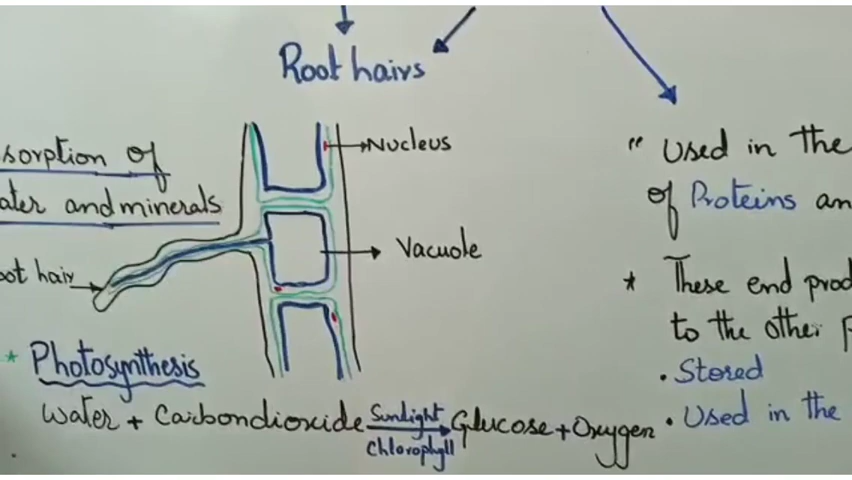 Root hairs
sorption of
ater and minerals
Nucleus
Vacuole
oot hair
* Photosynthesis
Water + Carbondioxide Sunlight Glucose + Oxygen
Chlorophyll
" Used in the
of Proteins an
* These end prod
to the other
• Stored
• Used in the